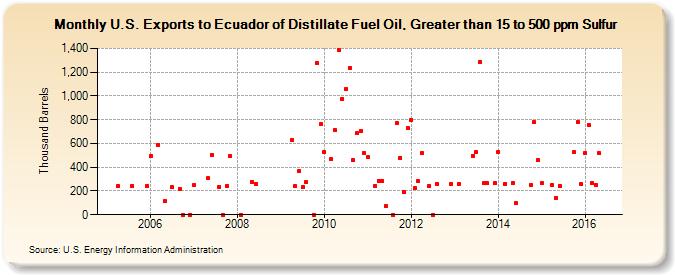 Monthly U.S. Exports to Ecuador of Distillate Fuel Oil, Greater than 15 to 500 ppm Sulfur
Thousand Barrels
1,400
1,200
1,000
800
600
400
200
0
2006 2008 2010 2012 2014 2016
Source: U.S. Energy Information Administration